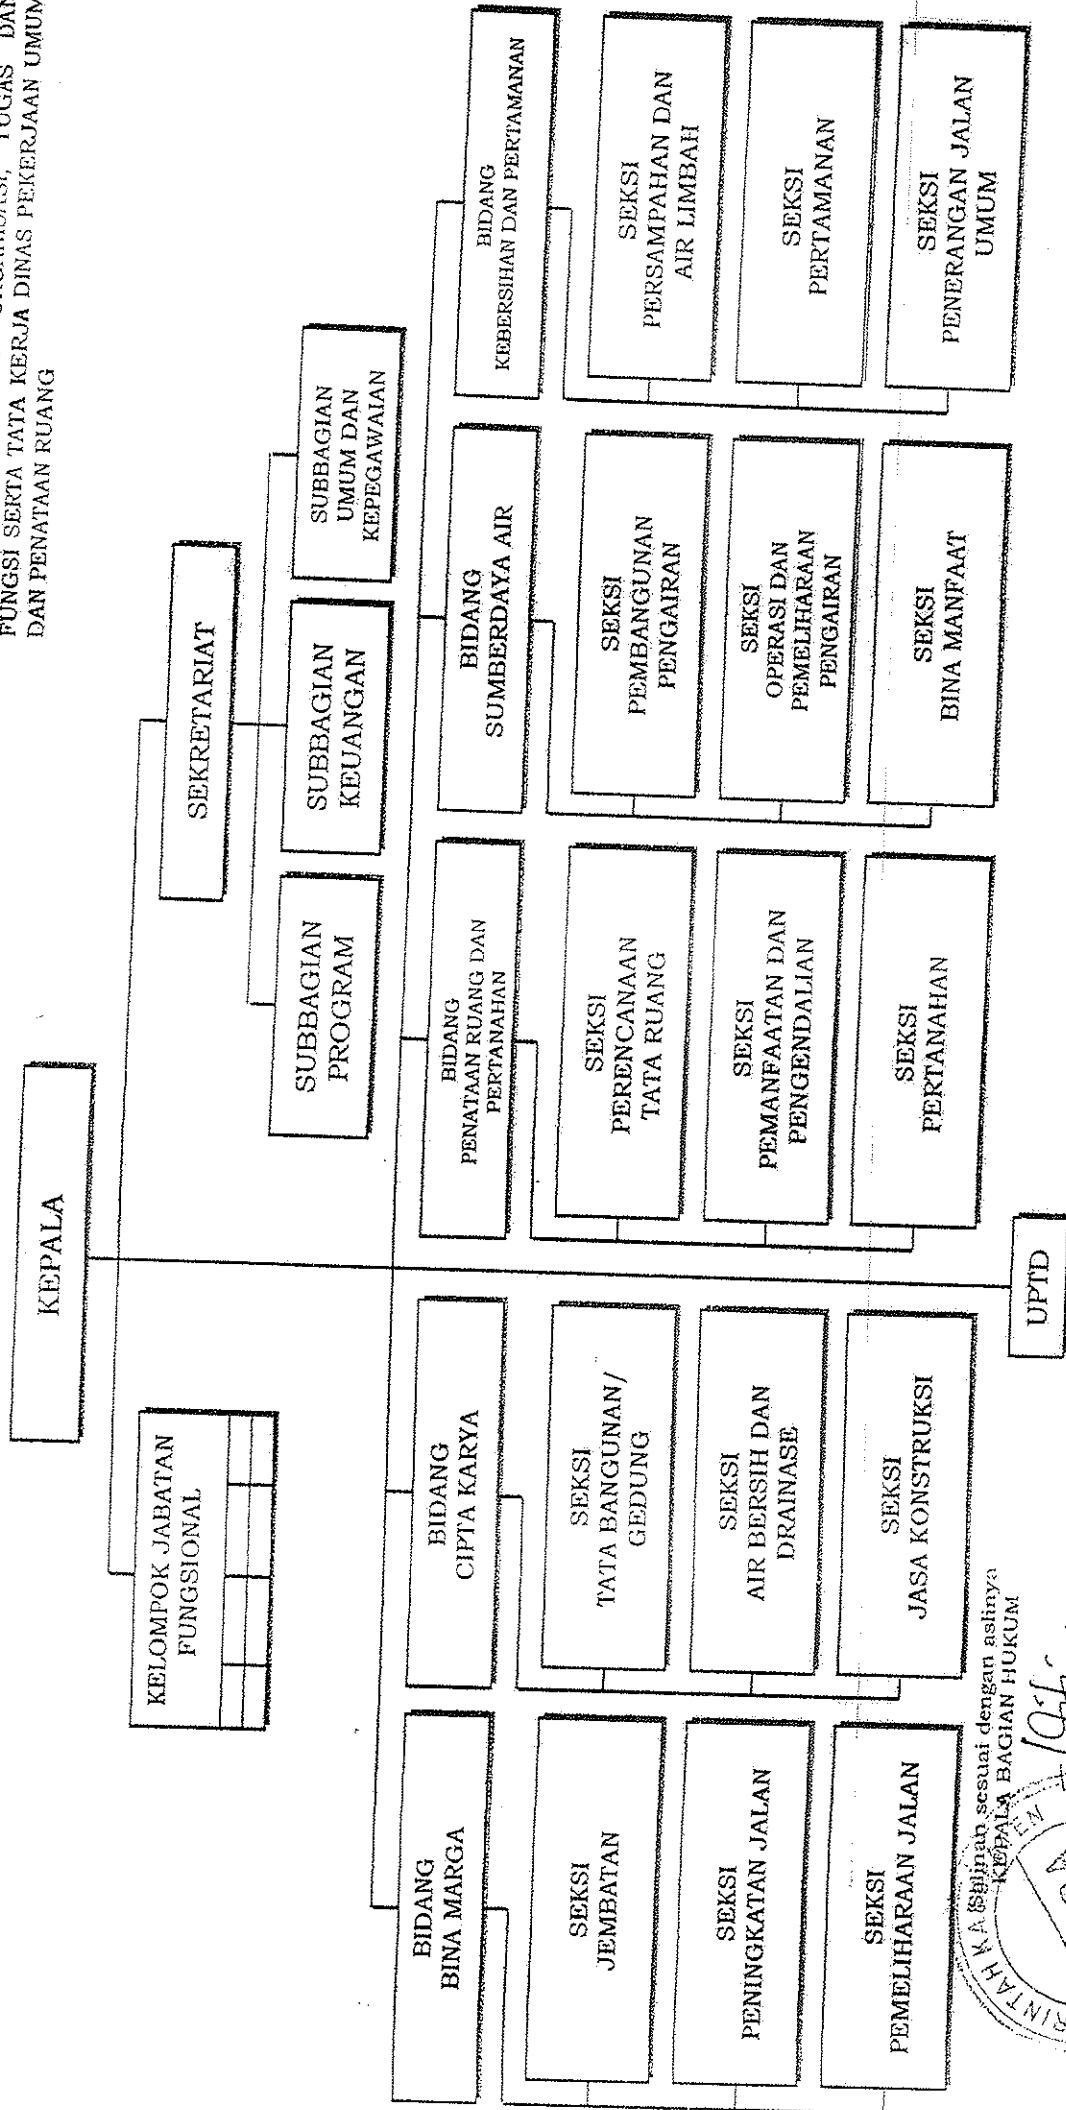 TUGAS DAN
FUNGSI SERTA TATA KERJA DINAS PEKERJAAN UMUM
DAN PENATAAN RUANG
KEPALA
KELOMPOK JABATAN
FUNGSIONAL
SEKRETARIAT
SUBBAGIAN
PROGRAM
SUBBAGIAN
KEUANGAN
SUBBAGIAN
UMUM DAN
KEPEGAWAIAN
BIDANG
BINA MARGA
SEKSI
JEMBATAN
SEKSI
PENINGKATAN JALAN
SEKSI
PEMELIHARAAN JALAN
BIDANG
CIPTA KARYA
SEKSI
TATA BANGUNAN/
GEDUNG
SEKSI
AIR BERSIH DAN
DRAINASE
SEKSI
JASA KONSTRUKSI
BIDANG
PENATAAN RUANG DAN
PERTANAHAN
SEKSI
PERENCANAAN
TATA RUANG
SEKSI
PEMANFAATAN DAN
PENGENDALIAN
SEKSI
PERTANAHAN
BIDANG
SUMBERDAYA AIR
SEKSI
PEMBANGUNAN
PENGAIRAN
SEKSI
OPERASI DAN
PEMELIHARAAN
PENGAIRAN
SEKSI
BINA MANFAAT
BIDANG
KEBERSIHAN DAN PERTAMANAN
SEKSI
PERSAMPAHAN DAN
AIR LIMBAH
SEKSI
PERTAMANAN
SEKSI
PENERANGAN JALAN
UMUM
UPTD
Salinan sesuai dengan aslinya
KEPALA BAGIAN HUKUM